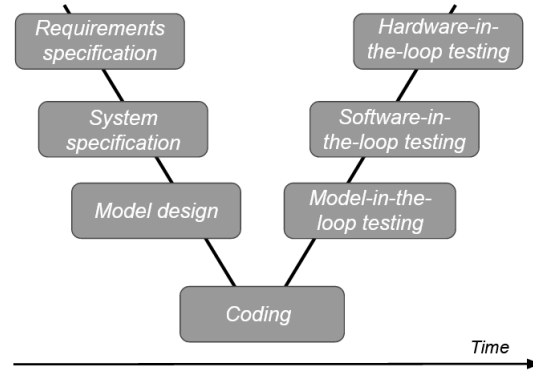 Requirements
specification
Hardware-in-
the-loop testing
System
specification
Software-in-
the-loop testing
Model design
Model-in-the-
loop testing
Coding
Time